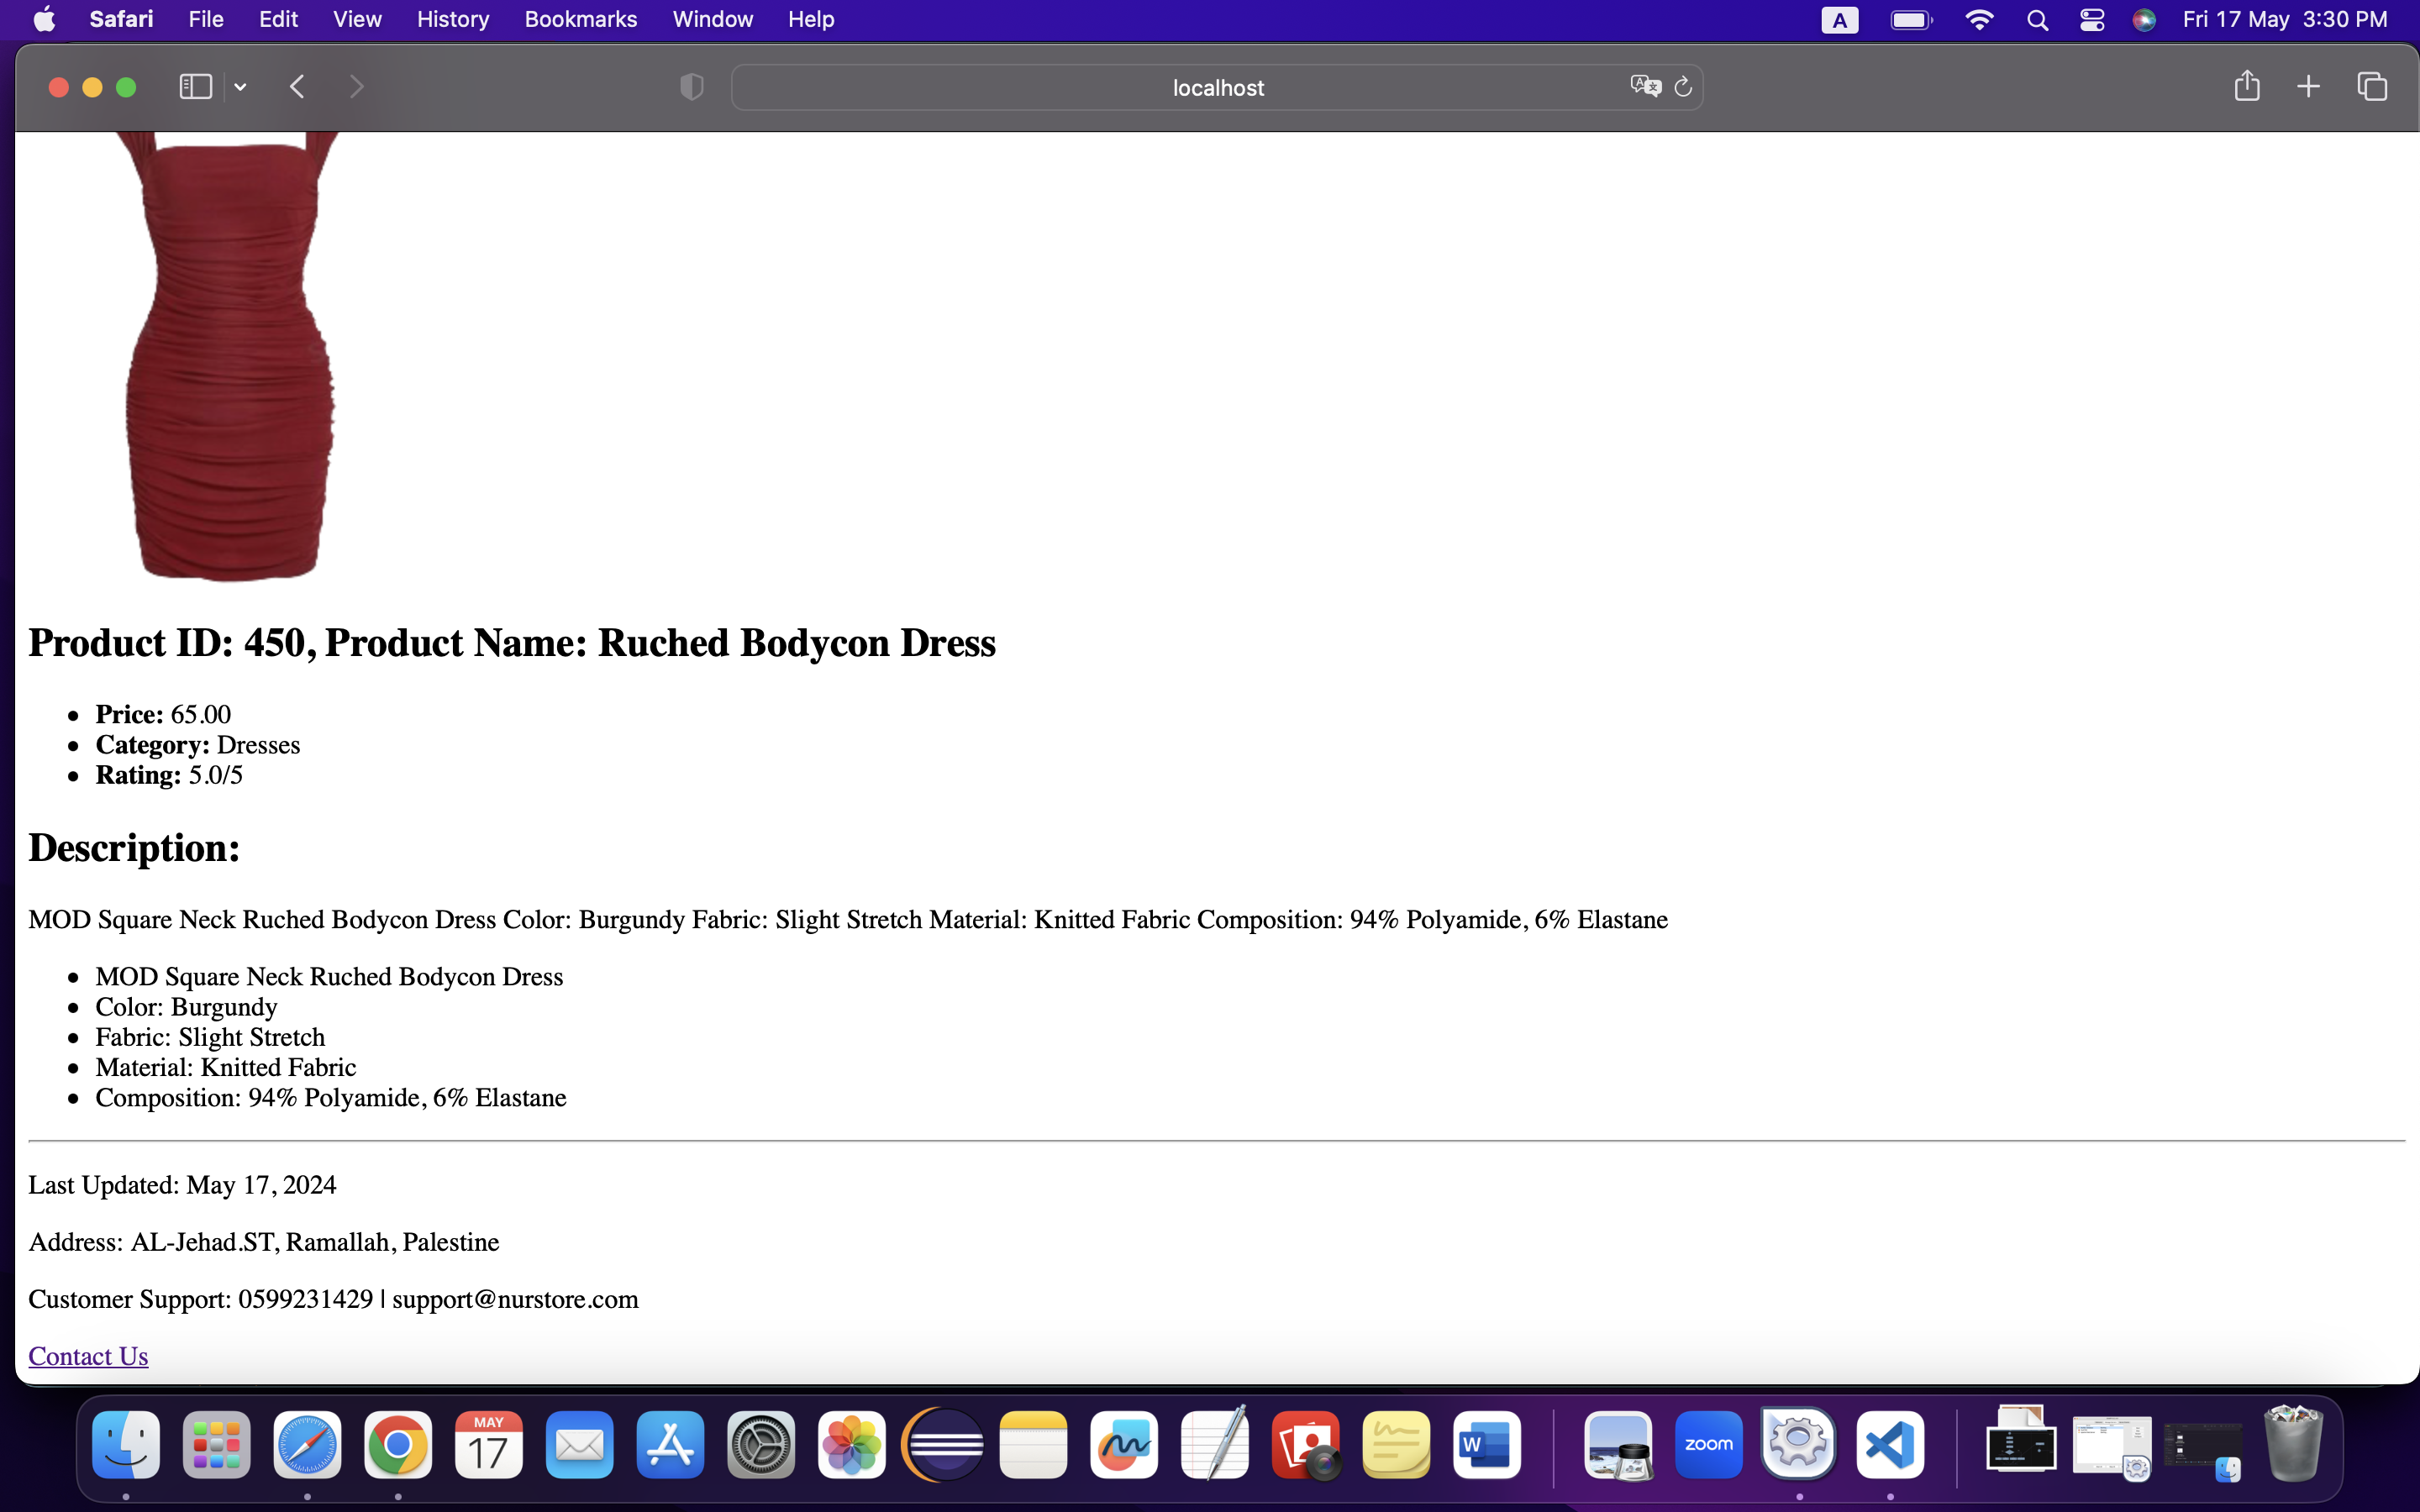 Safari File Edit View History Bookmarks Window Help A Fri 17 May 3:30 PM
localhost
Product ID: 450, Product Name: Ruched Bodycon Dress
Price: 65.00
Category: Dresses
Rating: 5.0/5
Description:
MOD Square Neck Ruched Bodycon Dress Color: Burgundy Fabric: Slight Stretch Material: Knitted Fabric Composition: 94% Polyamide, 6% Elastane
MOD Square Neck Ruched Bodycon Dress
Color: Burgundy
Fabric: Slight Stretch
Material: Knitted Fabric
Composition: 94% Polyamide, 6% Elastane
Last Updated: May 17, 2024
Address: AL-Jehad.ST, Ramallah, Palestine
Customer Support: 0599231429 | support@nurstore.com
Contact Us
MAY
17
W
zoom